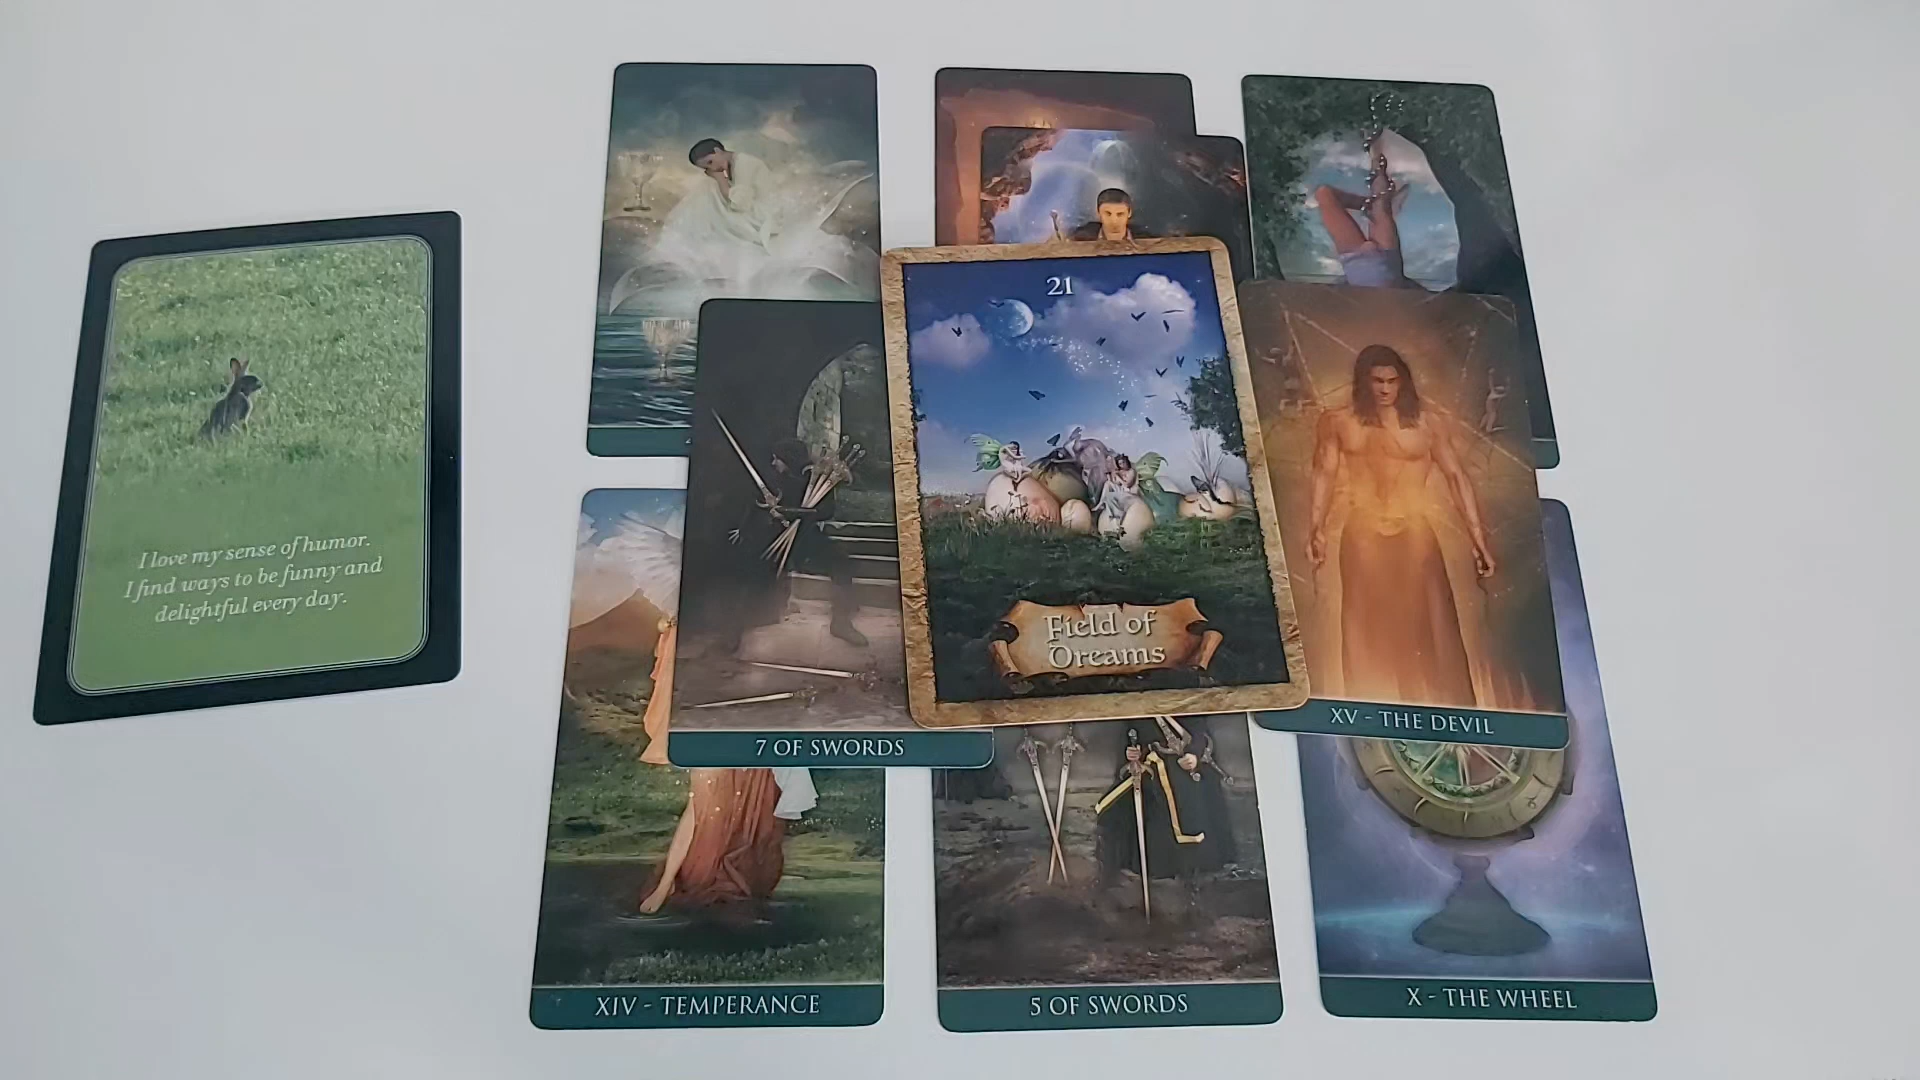 I love my sense of humor.
I find ways to be funny and
delightful every day.
21
Field of
Dreams
7 OF SWORDS
XV - THE DEVIL
XIV - TEMPERANCE
5 OF SWORDS
X - THE WHEEL